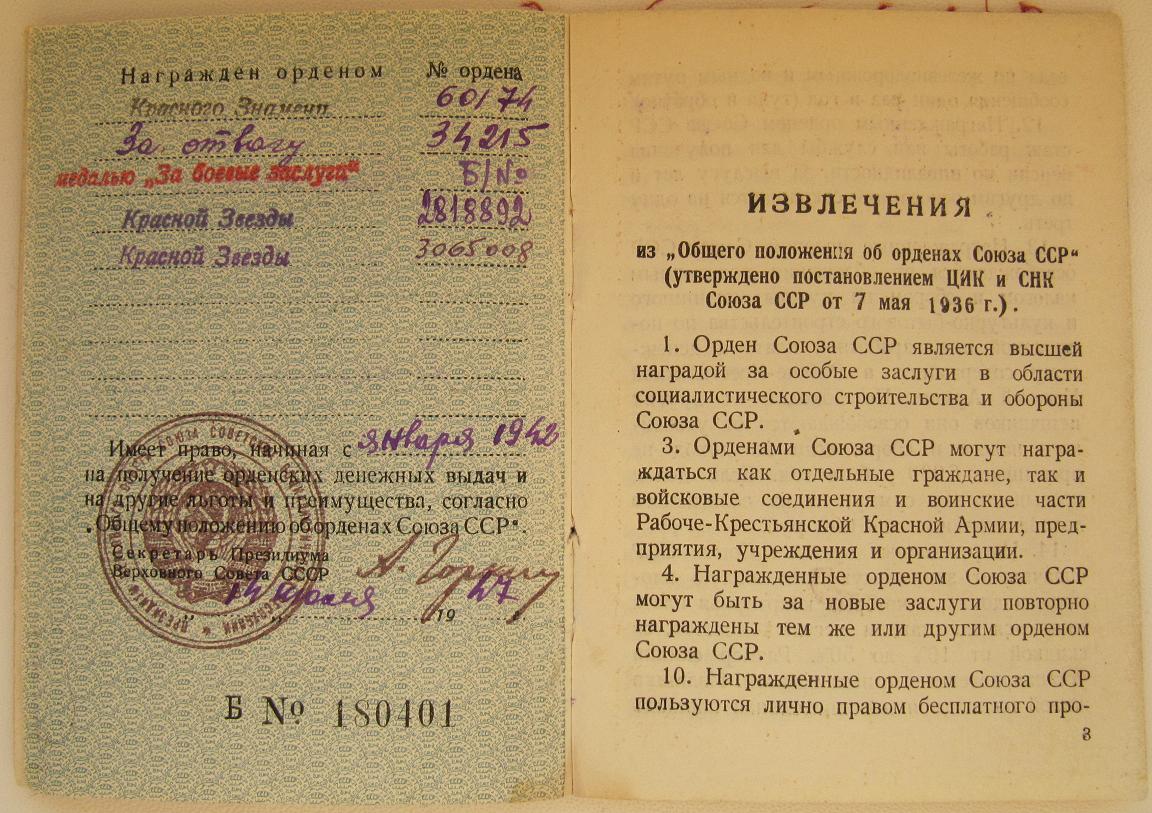 Награжден орденом № ордена
Красного Знамени 60174
За отвагу 34215
медалью „За боевые заслуги“ Б/№
Красной Звезды 2818892
Красной Звезды 3065008
Имеет право, начиная с января 1942
на получение орденских денежных выдач и
на другие льготы и преимущества, согласно
„Общему положению об орденах Союза ССР“.
Секретарь Президиума
Верховного Совета СССР А. Горкин
14 июля 1947
Б № 180401
ИЗВЛЕЧЕНИЯ
из „Общего положения об орденах Союза ССР“
(утверждено постановлением ЦИК и СНК
Союза ССР от 7 мая 1936 г.).
1. Орден Союза ССР является высшей
наградой за особые заслуги в области
социалистического строительства и обороны
Союза ССР.
3. Орденами Союза ССР могут награ-
ждаться как отдельные граждане, так и
войсковые соединения и воинские части
Рабоче-Крестьянской Красной Армии, пред-
приятия, учреждения и организации.
4. Награжденные орденом Союза ССР
могут быть за новые заслуги повторно
награждены тем же или другим орденом
Союза ССР.
10. Награжденные орденом Союза ССР
пользуются лично правом бесплатного про-
3